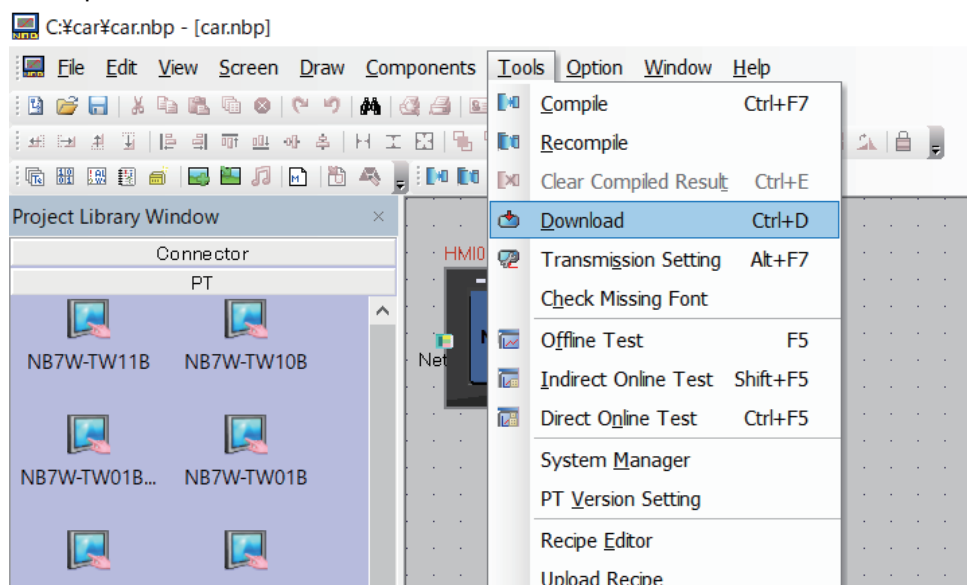 C:¥car¥car.nbp - [car.nbp]
File Edit View Screen Draw Components Tools Option Window Help
Compile Ctrl+F7
Recompile
Clear Compiled Result Ctrl+E
Project Library Window
Download Ctrl+D
Connector
HMI0
Transmission Setting Alt+F7
PT
Check Missing Font
Offline Test F5
NB7W-TW11B NB7W-TW10B
Net
Indirect Online Test Shift+F5
Direct Online Test Ctrl+F5
System Manager
NB7W-TW01B... NB7W-TW01B
PT Version Setting
Recipe Editor
Upload Recipe